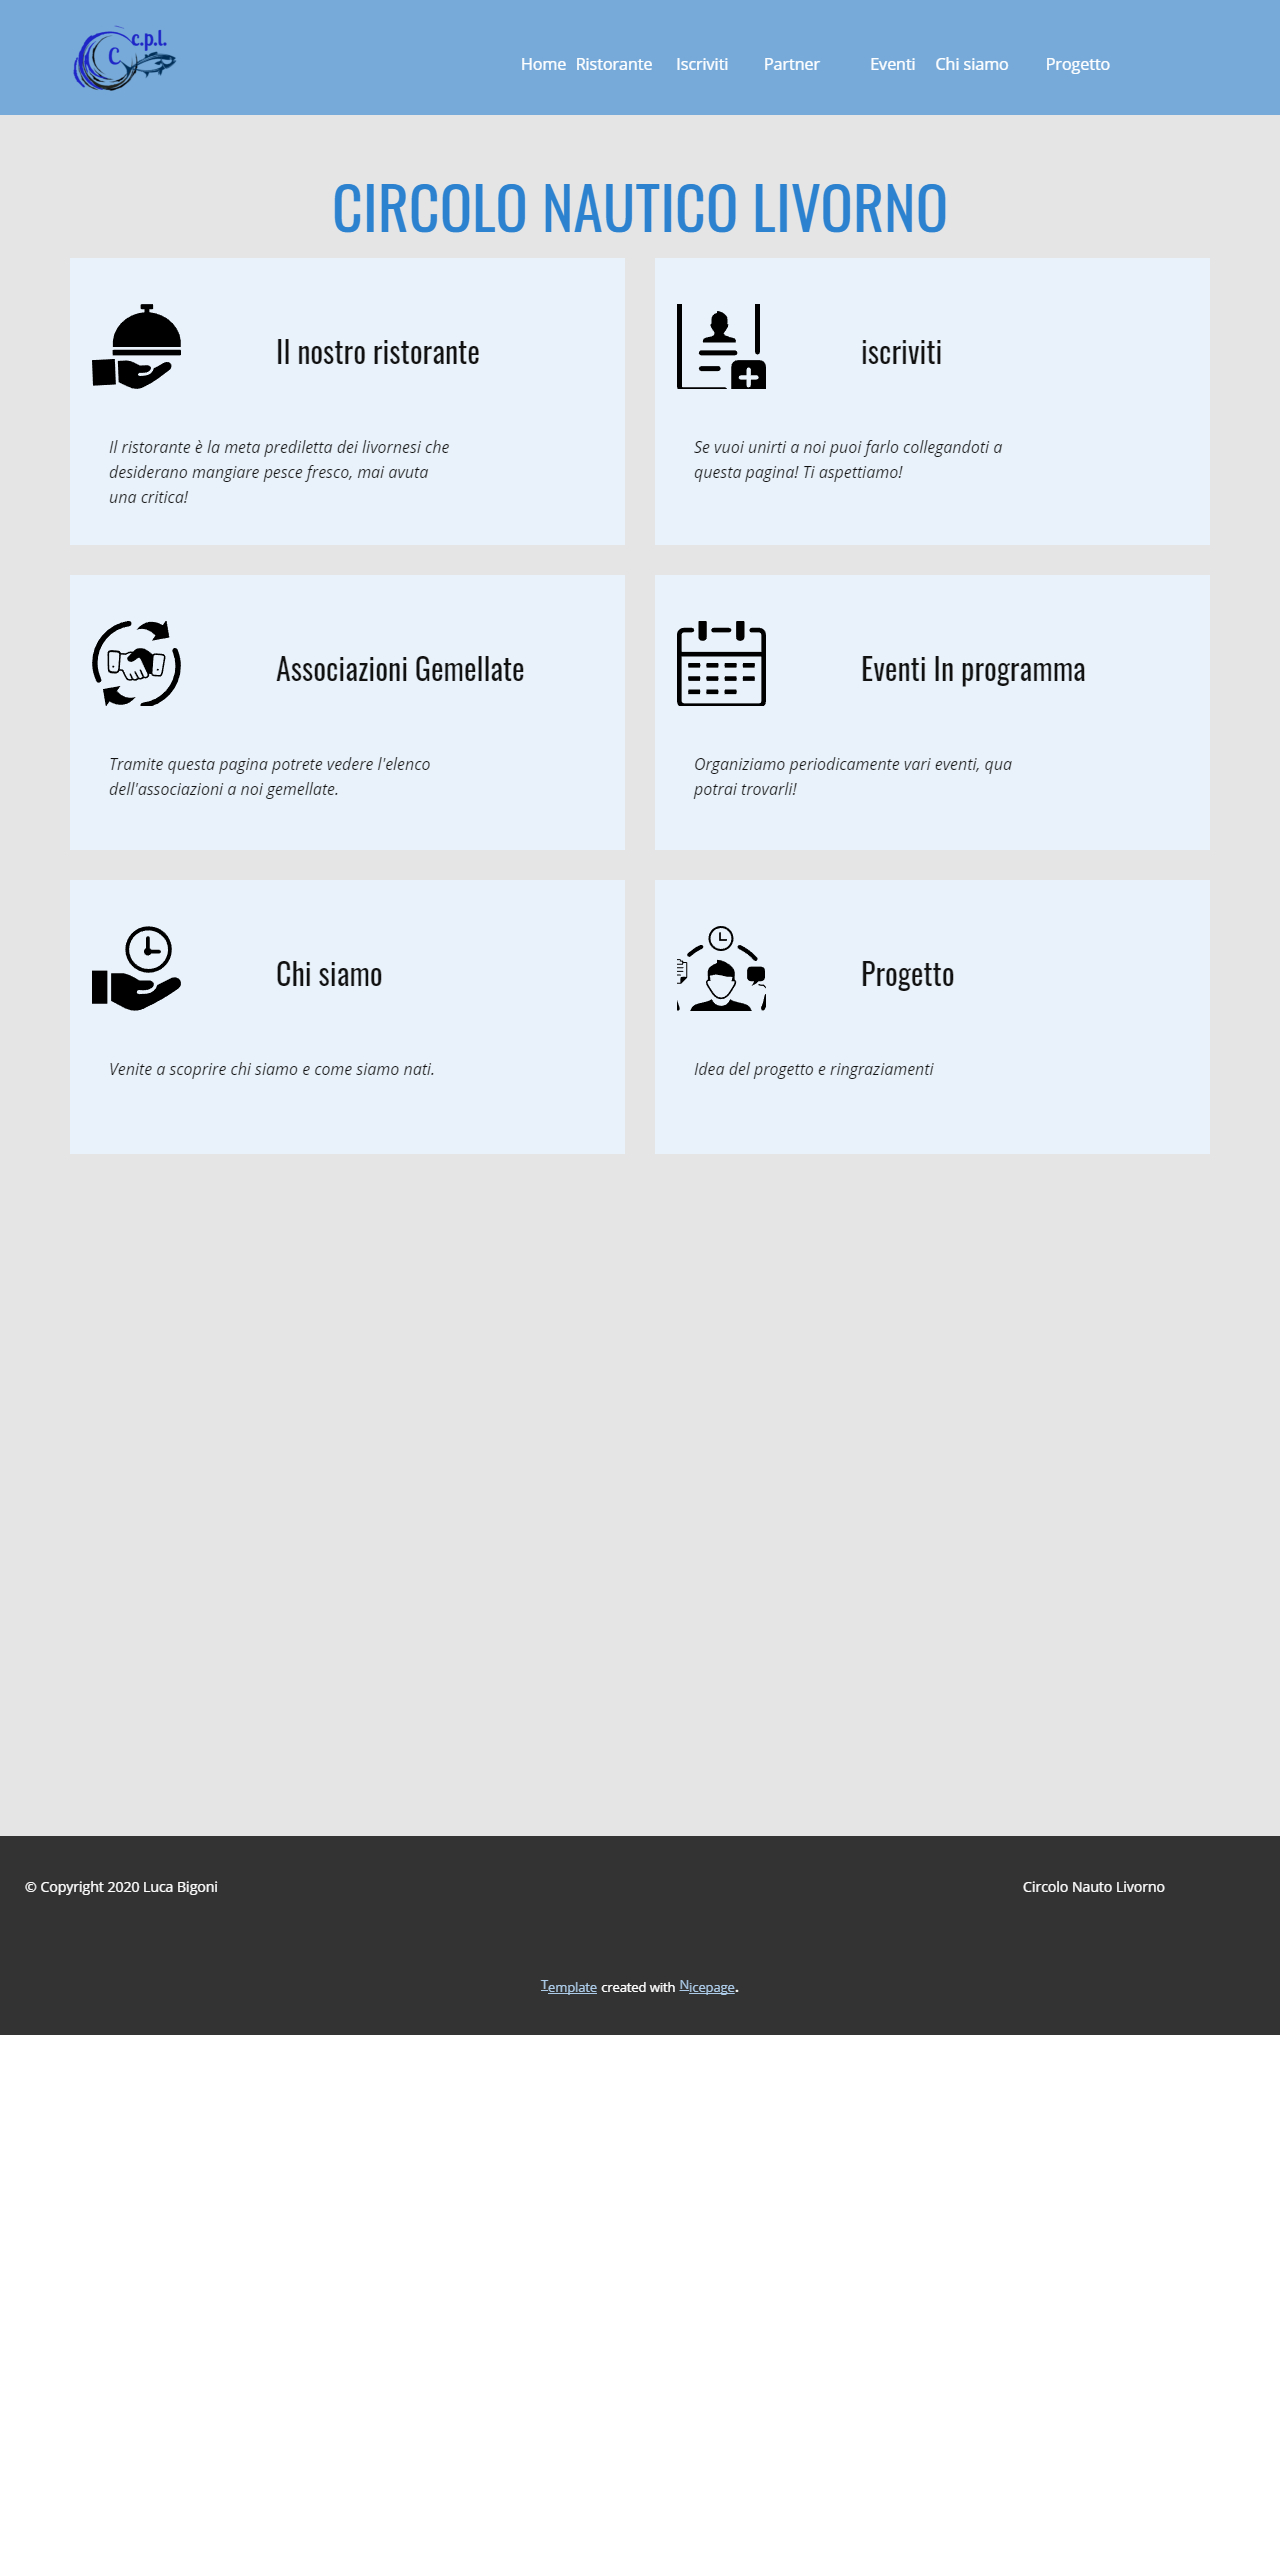 c.p.l.
C
Home Ristorante Iscriviti Partner Eventi Chi siamo Progetto
CIRCOLO NAUTICO LIVORNO
Il nostro ristorante
Il ristorante è la meta prediletta dei livornesi che
desiderano mangiare pesce fresco, mai avuta
una critica!
iscriviti
Se vuoi unirti a noi puoi farlo collegandoti a
questa pagina! Ti aspettiamo!
Associazioni Gemellate
Tramite questa pagina potrete vedere l'elenco
dell'associazioni a noi gemellate.
Eventi In programma
Organiziamo periodicamente vari eventi, qua
potrai trovarli!
Chi siamo
Venite a scoprire chi siamo e come siamo nati.
Progetto
Idea del progetto e ringraziamenti
© Copyright 2020 Luca Bigoni
Circolo Nauto Livorno
Template created with Nicepage.